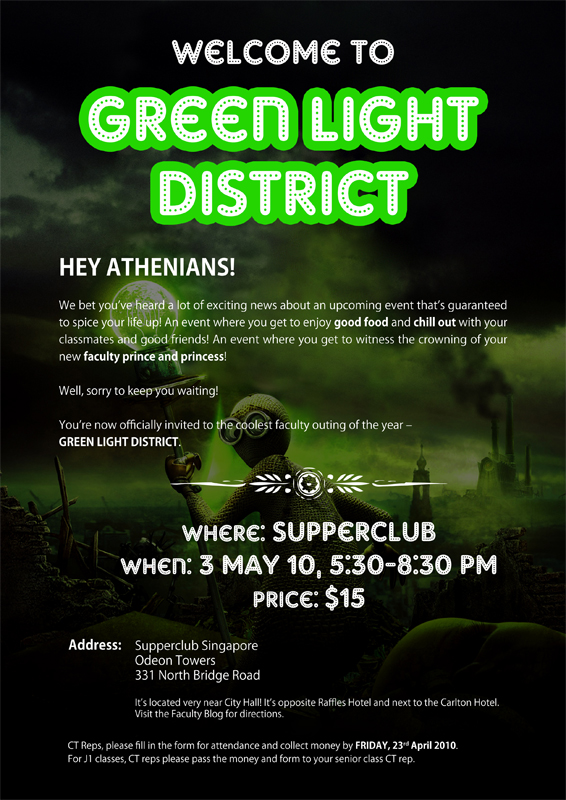 WELCOME TO
GREEN LIGHT
DISTRICT
HEY ATHENIANS!
We bet you've heard a lot of exciting news about an upcoming event that's guaranteed
to spice your life up! An event where you get to enjoy good food and chill out with your
classmates and good friends! An event where you get to witness the crowning of your
new faculty prince and princess!
Well, sorry to keep you waiting!
You're now officially invited to the coolest faculty outing of the year –
GREEN LIGHT DISTRICT.
WHERE: SUPPERCLUB
WHEN: 3 MAY 10, 5:30-8:30 PM
PRICE: $15
Address: Supperclub Singapore
Odeon Towers
331 North Bridge Road
It's located very near City Hall! It's opposite Raffles Hotel and next to the Carlton Hotel.
Visit the Faculty Blog for directions.
CT Reps, please fill in the form for attendance and collect money by FRIDAY, 23rd April 2010.
For J1 classes, CT reps please pass the money and form to your senior class CT rep.